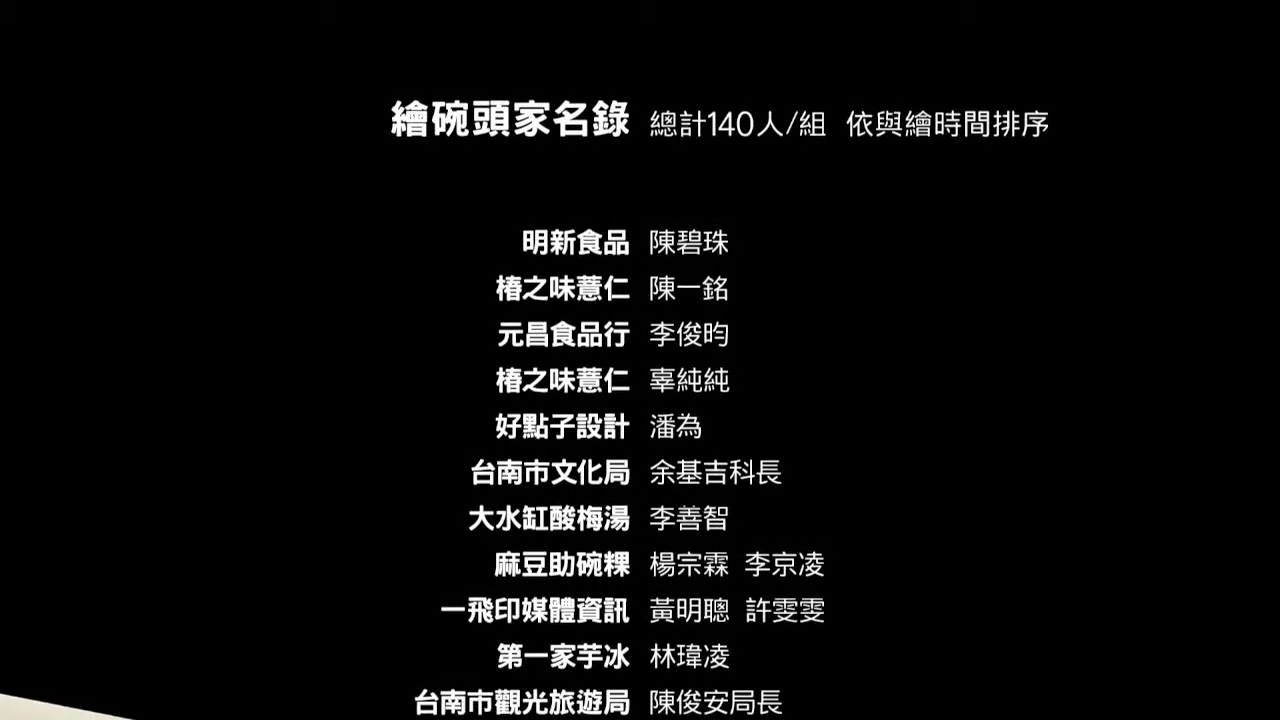 繪碗頭家名錄 總計140人/組 依與繪時間排序
明新食品 陳碧珠
椿之味薏仁 陳一銘
元昌食品行 李俊昀
椿之味薏仁 辜純純
好點子設計 潘為
台南市文化局 余基吉科長
大水缸酸梅湯 李善智
麻豆助碗粿 楊宗霖 李京凌
一飛印媒體資訊 黃明聰 許雯雯
第一家芋冰 林瑋凌
台南市觀光旅遊局 陳俊安局長